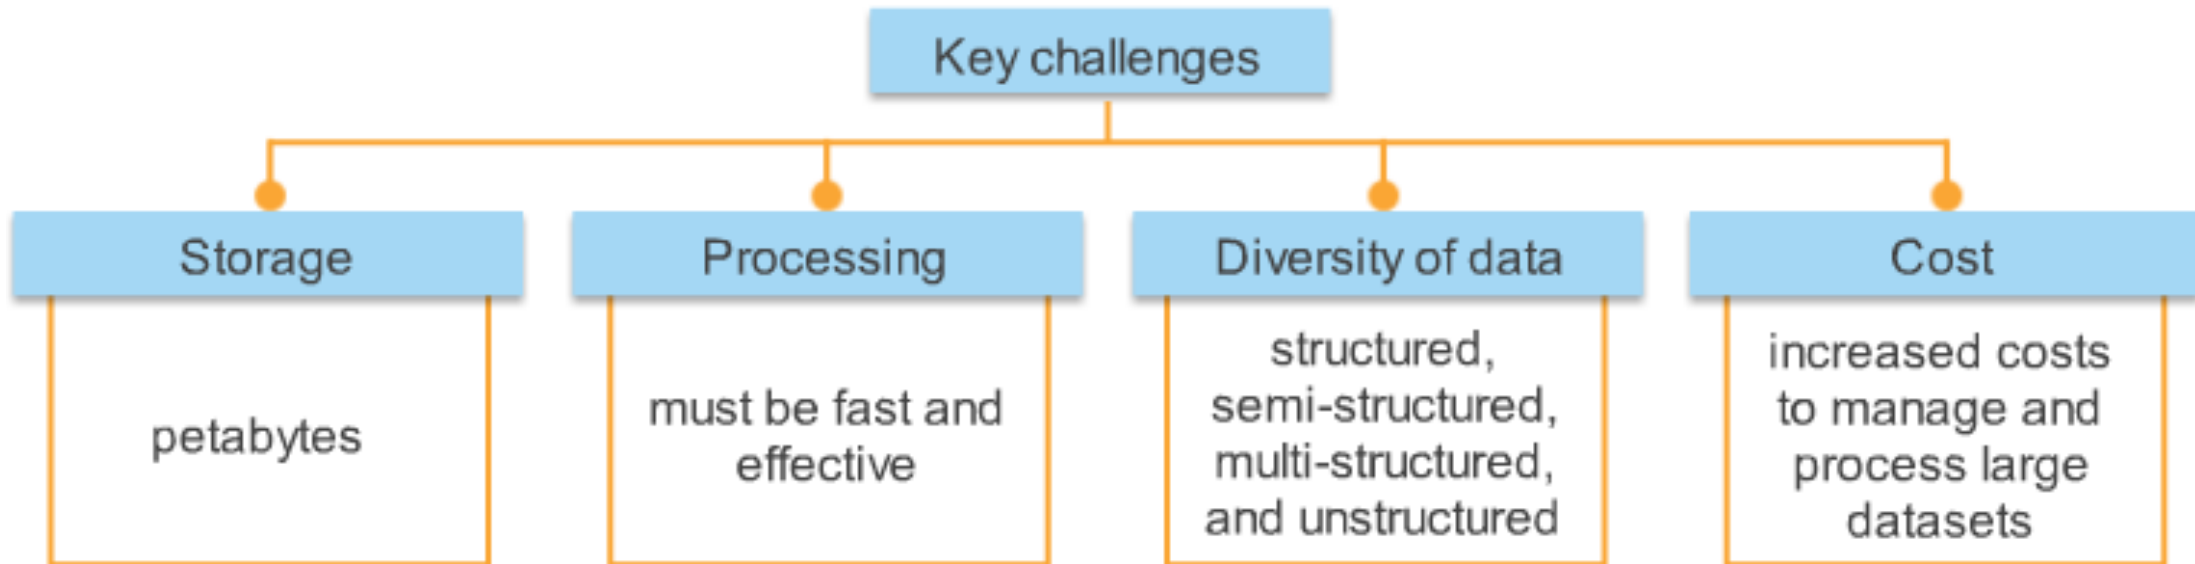 Key challenges
Storage
Processing
Diversity of data
Cost
petabytes
must be fast and
effective
structured,
semi-structured,
multi-structured,
and unstructured
increased costs
to manage and
process large
datasets